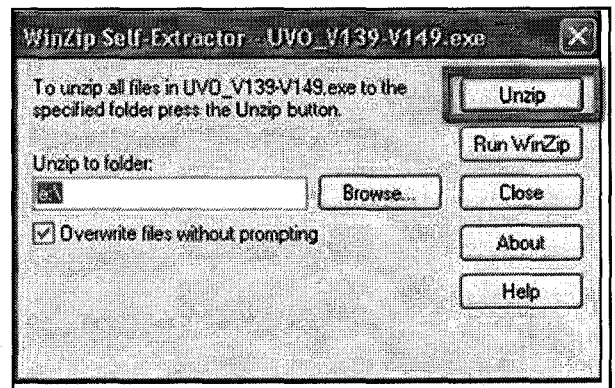 WinZip Self-Extractor - UVO_V139-V149.exe
To unzip all files in UVO_V139-V149.exe to the
specified folder press the Unzip button.
Unzip to folder:
e:\
Browse...
Overwrite files without prompting
Unzip
Run WinZip
Close
About
Help